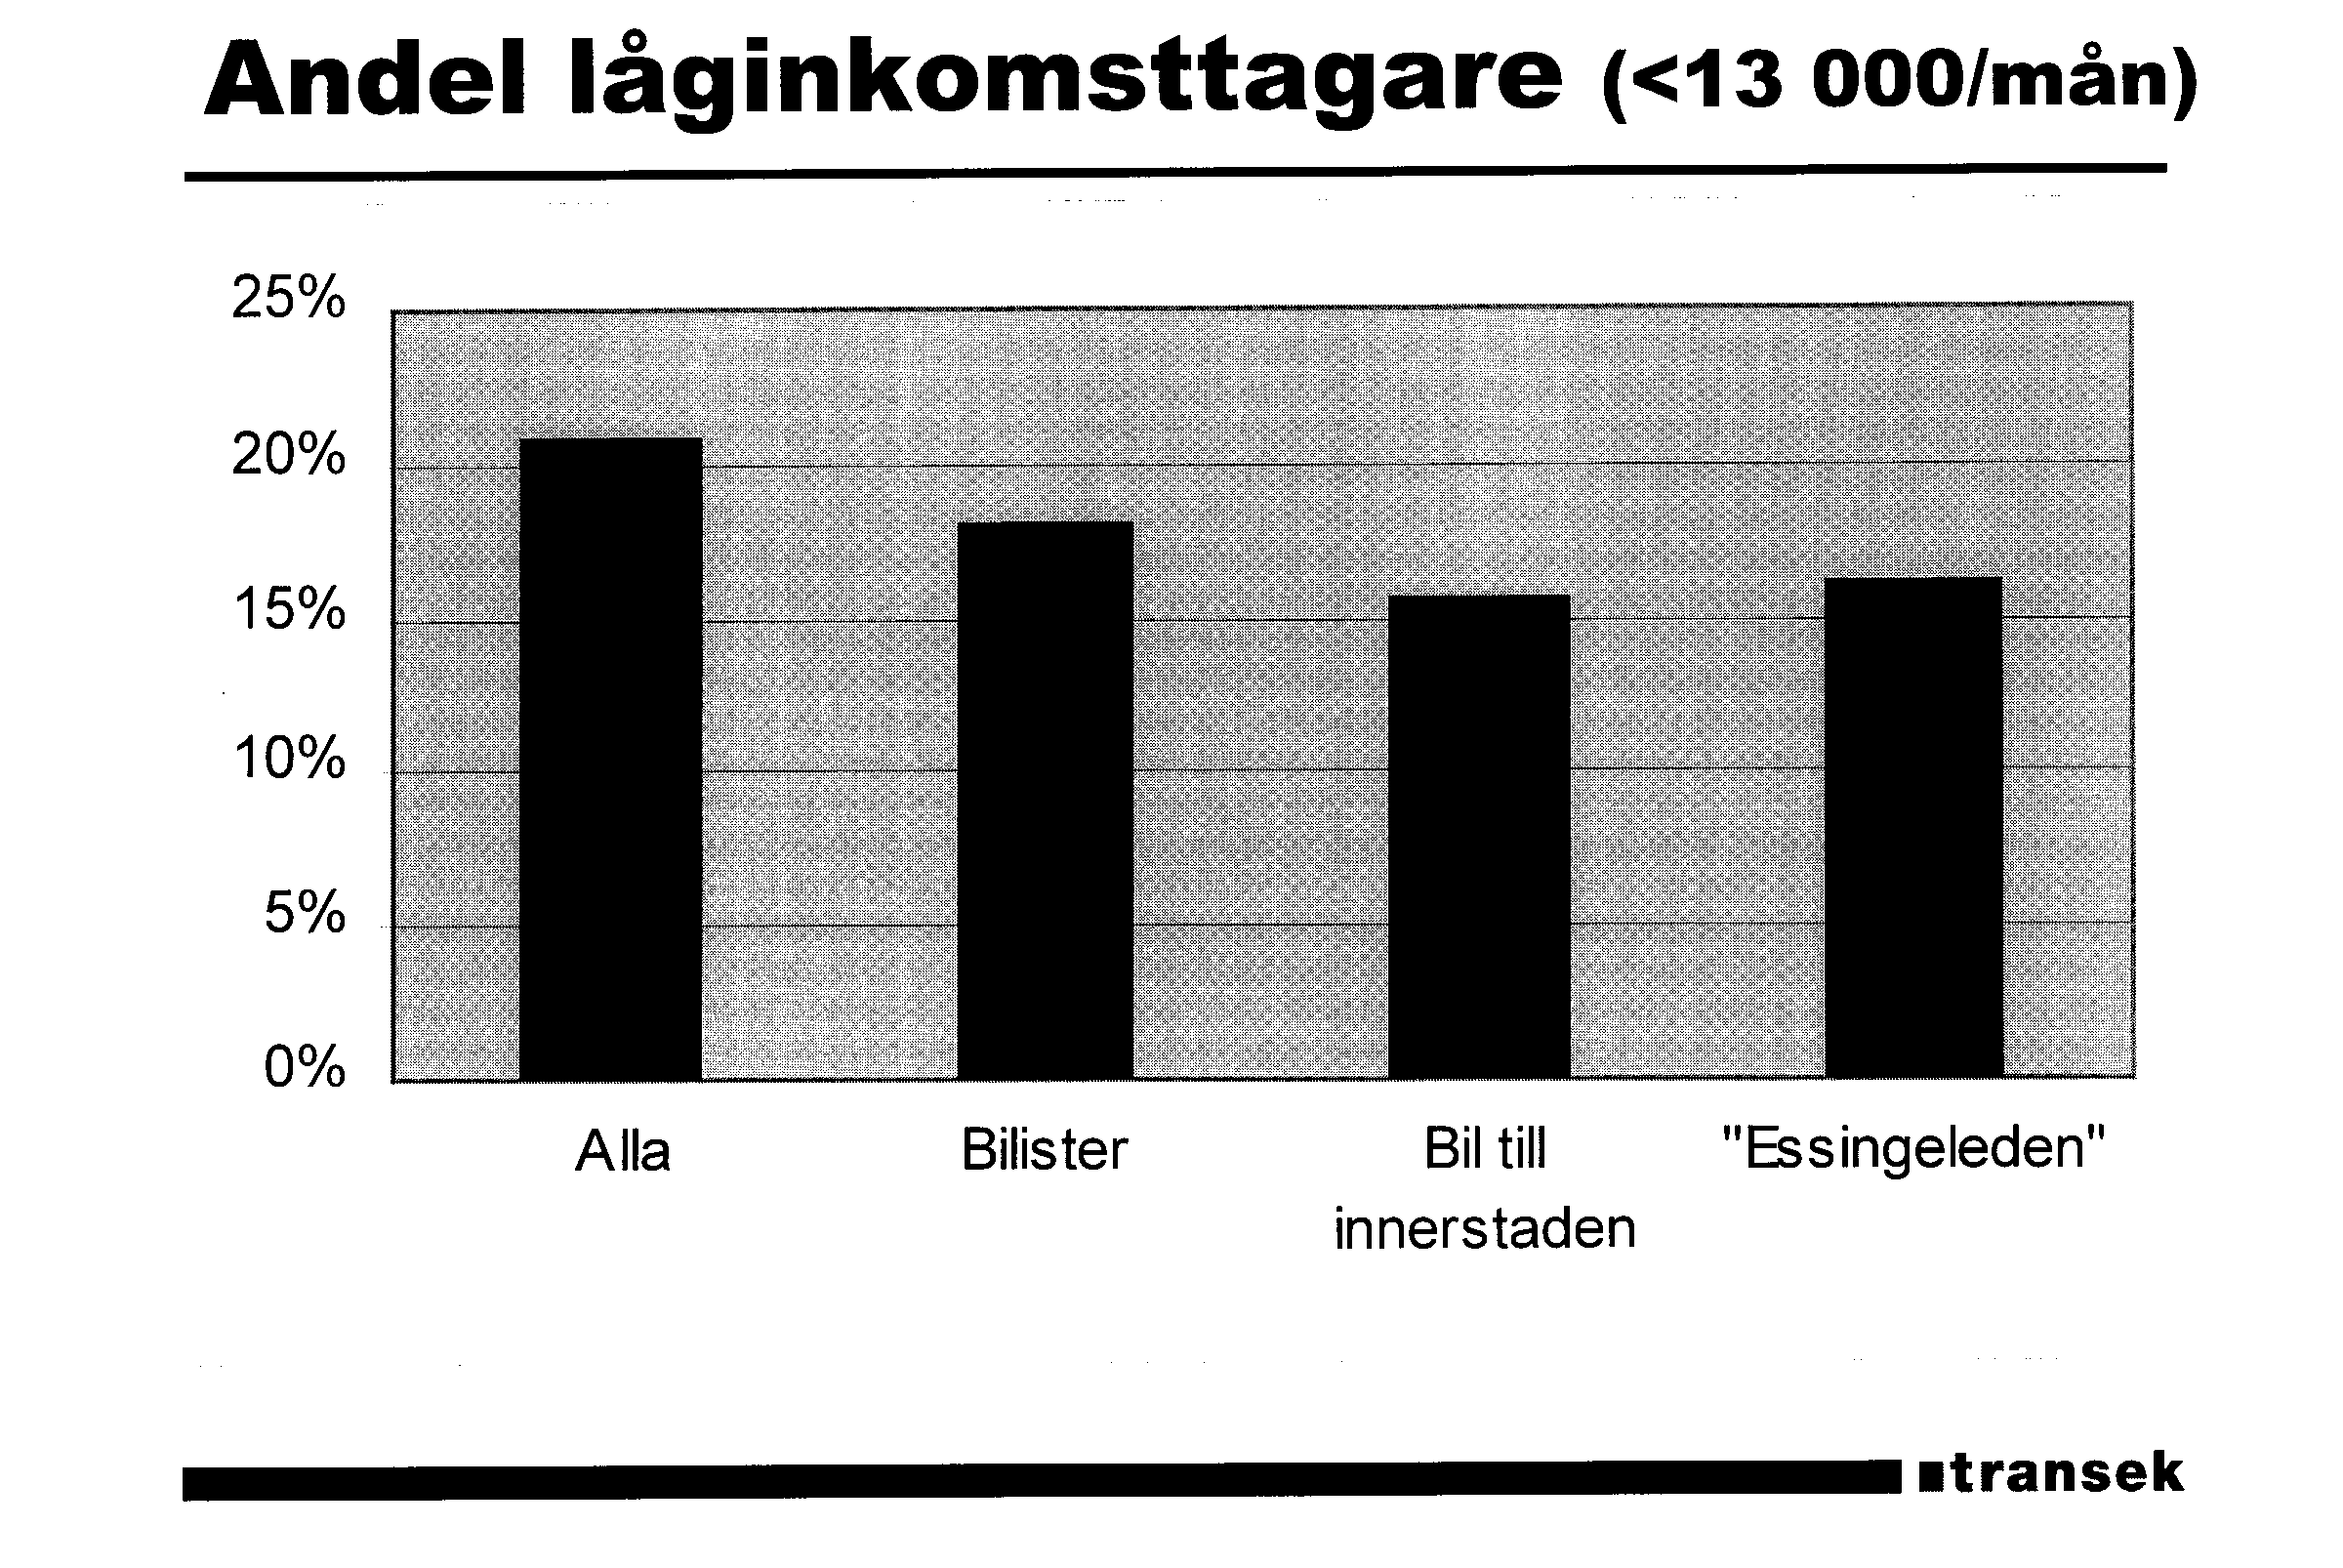 Andel låginkomsttagare (<13 000/mån)
25%
20%
15%
10%
5%
0%
Alla
Bilister
Bil till
innerstaden
"Essingeleden"
transek